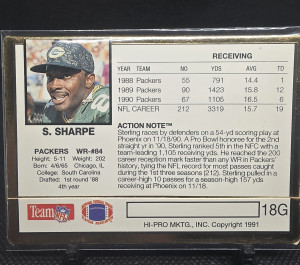 RECEIVING
YEAR TEAM NO YDS AVG TD
1988 Packers 55 791 14.4 1
1989 Packers 90 1423 15.8 12
1990 Packers 67 1105 16.5 6
NFL CAREER 212 3319 15.7 19
S. SHARPE
PACKERS WR-#84
Height: 5-11 Weight: 202
Born: 4/6/65 Chicago, IL
College: South Carolina
Drafted: 1st round '88
4th year
ACTION NOTE™
Sterling races by defenders on a 54-yd scoring play at
Phoenix on 11/18/90. A Pro Bowl honoree for the 2nd
straight yr in '90, Sterling ranked 5th in the NFC with a
team-leading 1,105 receiving yds. He reached the 200
career reception mark faster than any WR in Packers'
history, tying the NFL record for most passes caught
during the 1st three seasons (212). Sterling pulled in a
career-high 10 passes for a season-high 157 yds
receiving at Phoenix on 11/18.
Team NFL
18G
HI-PRO MKTG., INC. Copyright 1991